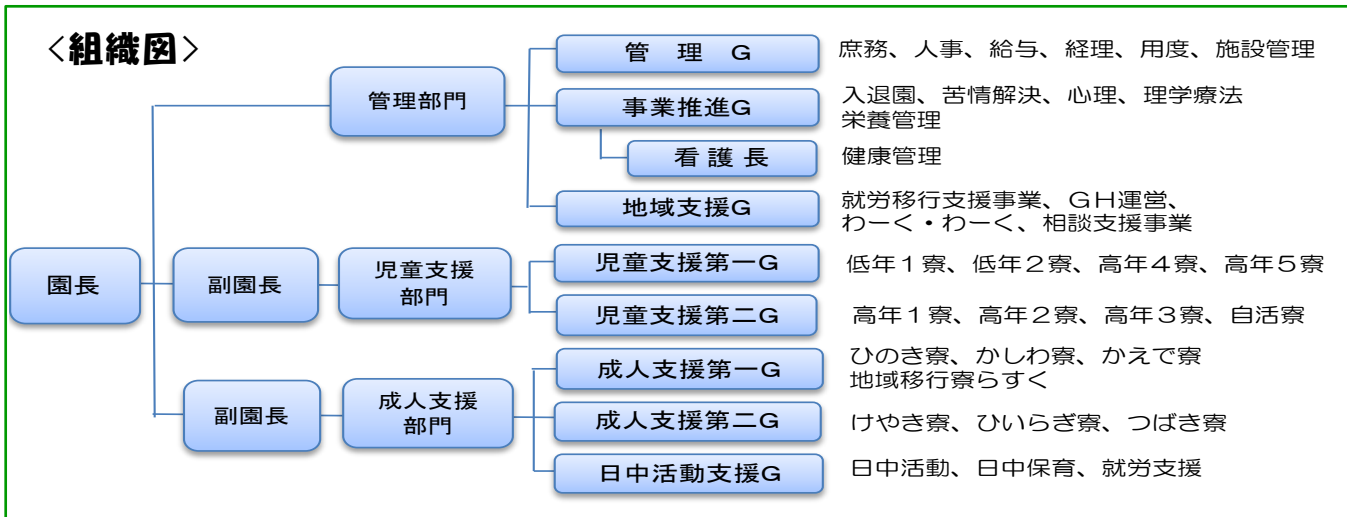 <組織図>
管 理 G
庶務、人事、給与、経理、用度、施設管理
管理部門
事業推進G
入退園、苦情解決、心理、理学療法
栄養管理
看 護 長
健康管理
地域支援G
就労移行支援事業、GH運営、
わーく・わーく、相談支援事業
園長
副園長
児童支援
部門
児童支援第一G
低年1寮、低年2寮、高年4寮、高年5寮
児童支援第二G
高年1寮、高年2寮、高年3寮、自活寮
副園長
成人支援
部門
成人支援第一G
ひのき寮、かしわ寮、かえで寮
地域移行寮らすく
成人支援第二G
けやき寮、ひいらぎ寮、つばき寮
日中活動支援G
日中活動、日中保育、就労支援